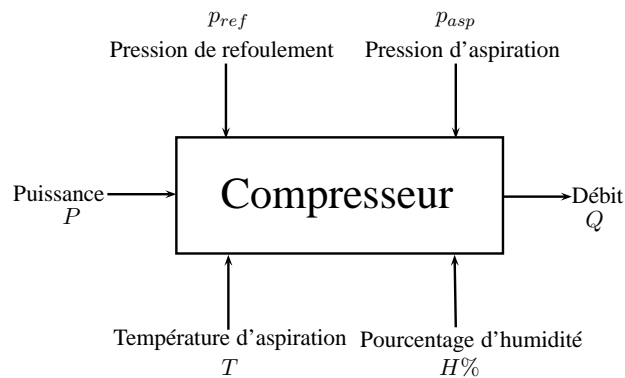 p_ref
p_asp
Pression de refoulement
Pression d'aspiration
Puissance
P
Compresseur
Débit
Q
Température d'aspiration
T
Pourcentage d'humidité
H%